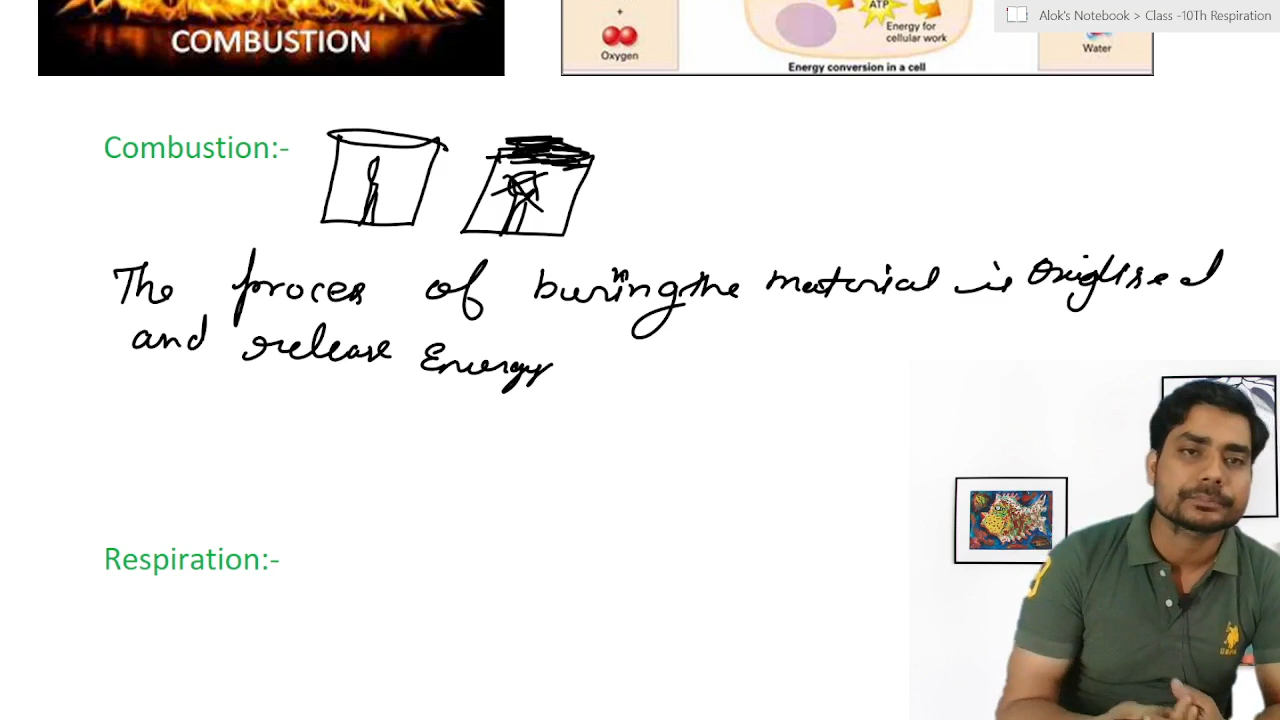 Alok's Notebook > Class -10Th Respiration
COMBUSTION
+
Oxygen
ATP
Energy for
cellular work
Energy conversion in a cell
Water
Combustion:-
The proces of burning the material is
and release Energy
Respiration:-